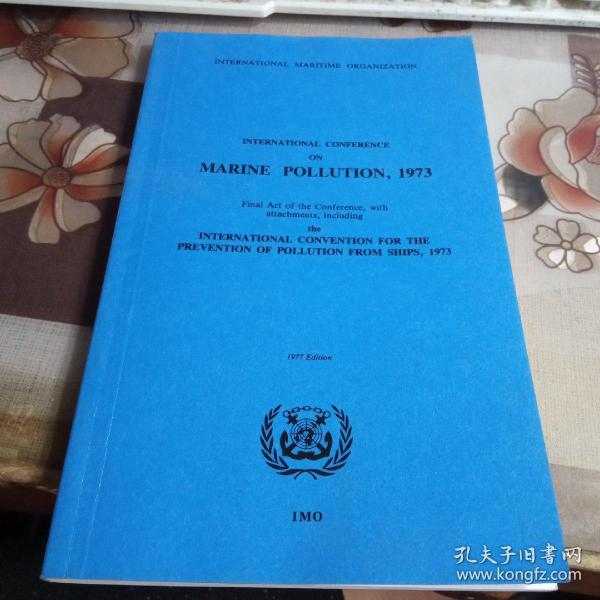 INTERNATIONAL MARITIME ORGANIZATION
INTERNATIONAL CONFERENCE
ON
MARINE POLLUTION, 1973
Final Act of the Conference, with
attachments, including
the
INTERNATIONAL CONVENTION FOR THE
PREVENTION OF POLLUTION FROM SHIPS, 1973
1977 Edition
IMO
孔夫子旧书网
www.kongfz.com